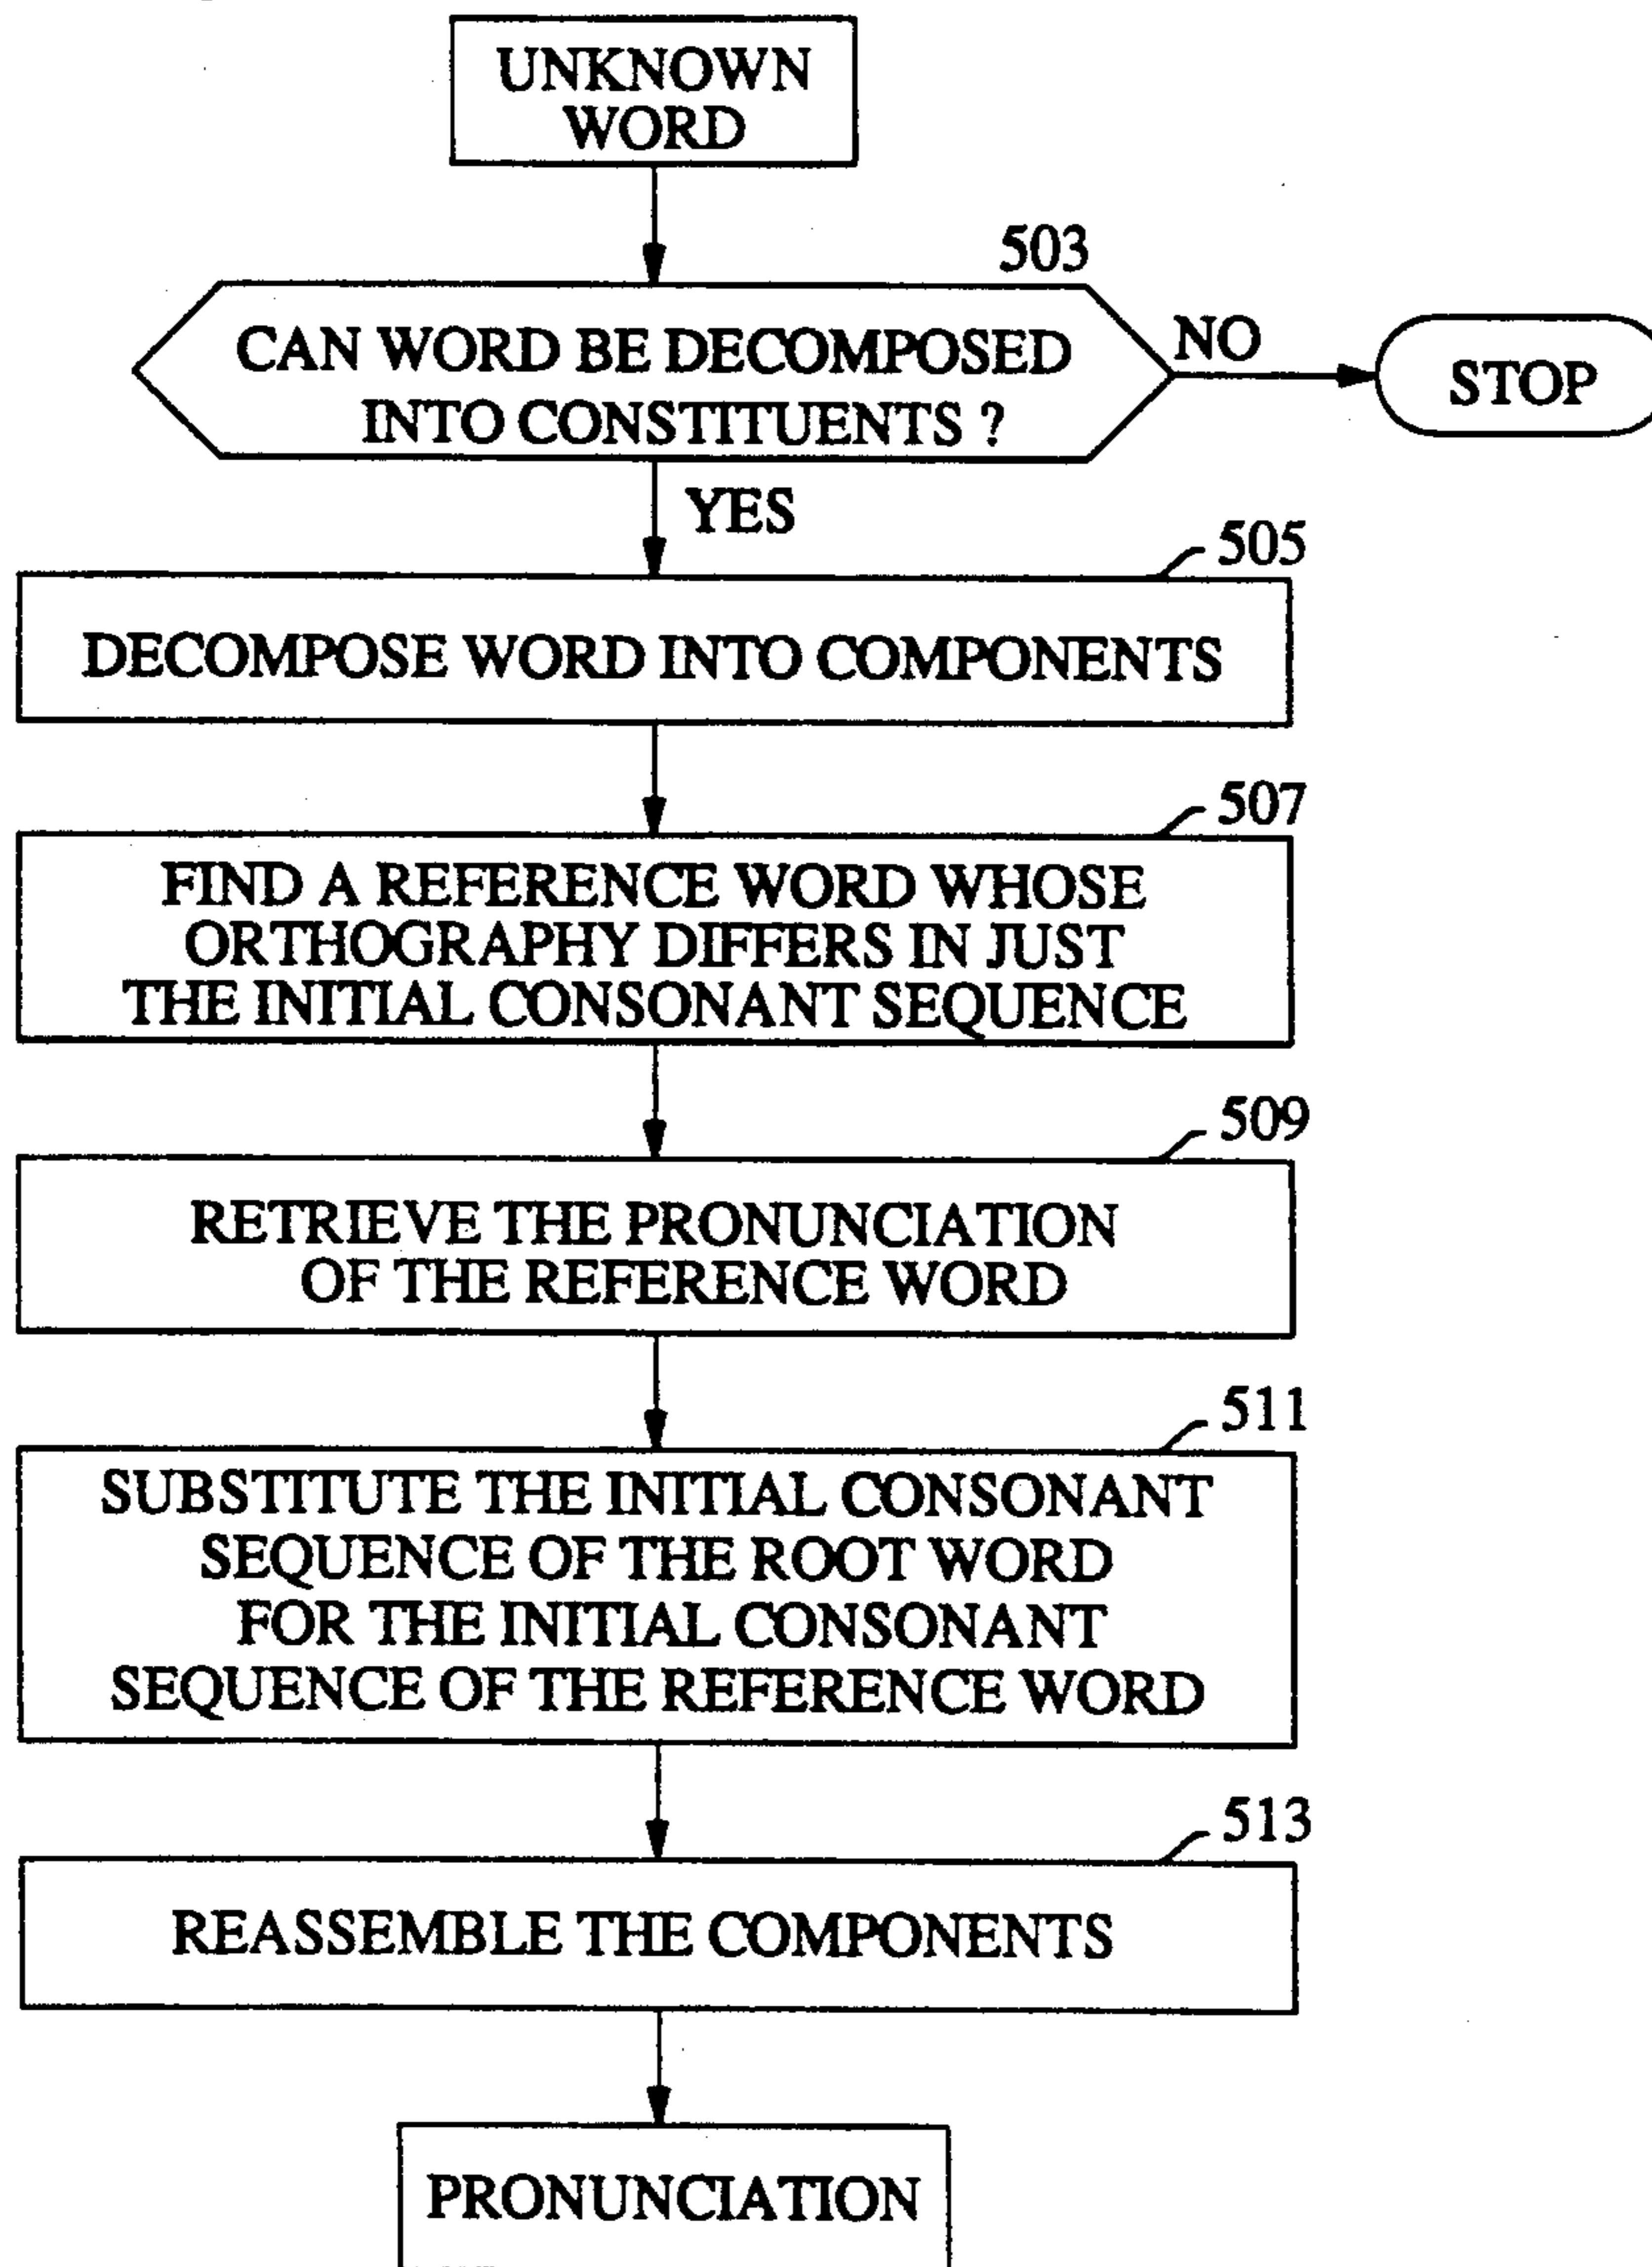 UNKNOWN
WORD
503
CAN WORD BE DECOMPOSED
INTO CONSTITUENTS ?
NO
STOP
YES
505
DECOMPOSE WORD INTO COMPONENTS
507
FIND A REFERENCE WORD WHOSE
ORTHOGRAPHY DIFFERS IN JUST
THE INITIAL CONSONANT SEQUENCE
509
RETRIEVE THE PRONUNCIATION
OF THE REFERENCE WORD
511
SUBSTITUTE THE INITIAL CONSONANT
SEQUENCE OF THE ROOT WORD
FOR THE INITIAL CONSONANT
SEQUENCE OF THE REFERENCE WORD
513
REASSEMBLE THE COMPONENTS
PRONUNCIATION